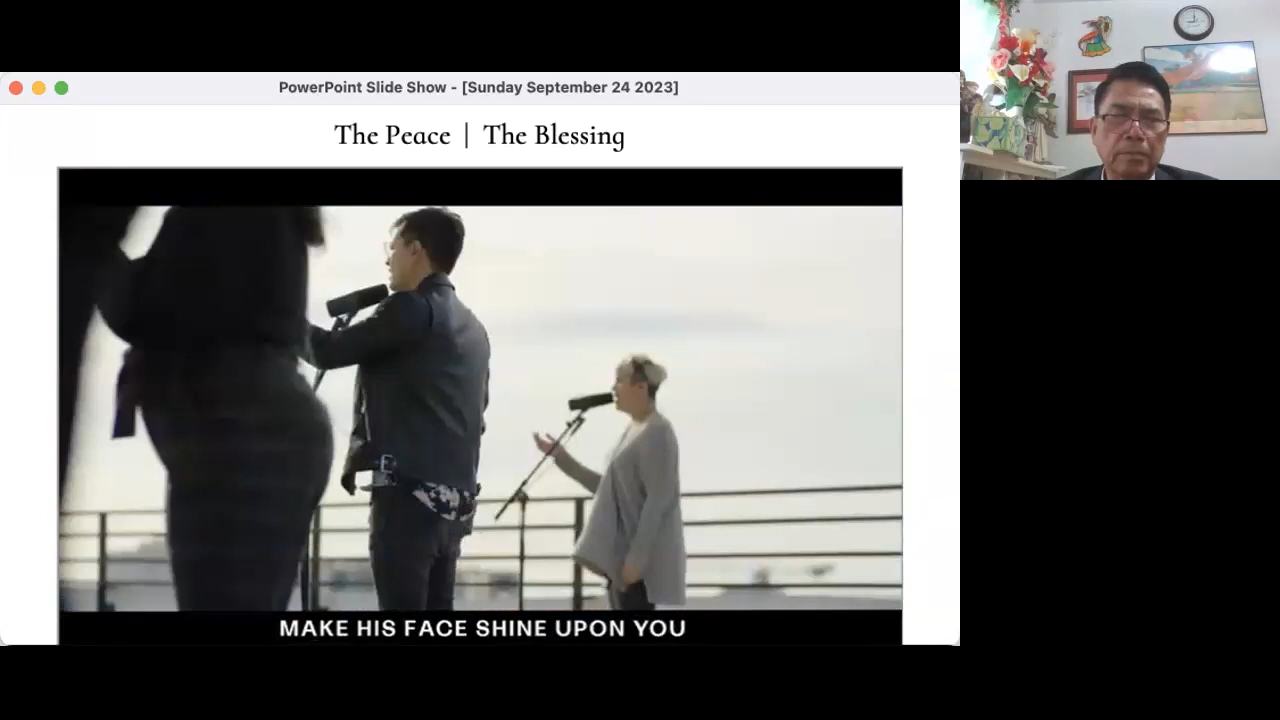 PowerPoint Slide Show - [Sunday September 24 2023]
The Peace | The Blessing
MAKE HIS FACE SHINE UPON YOU